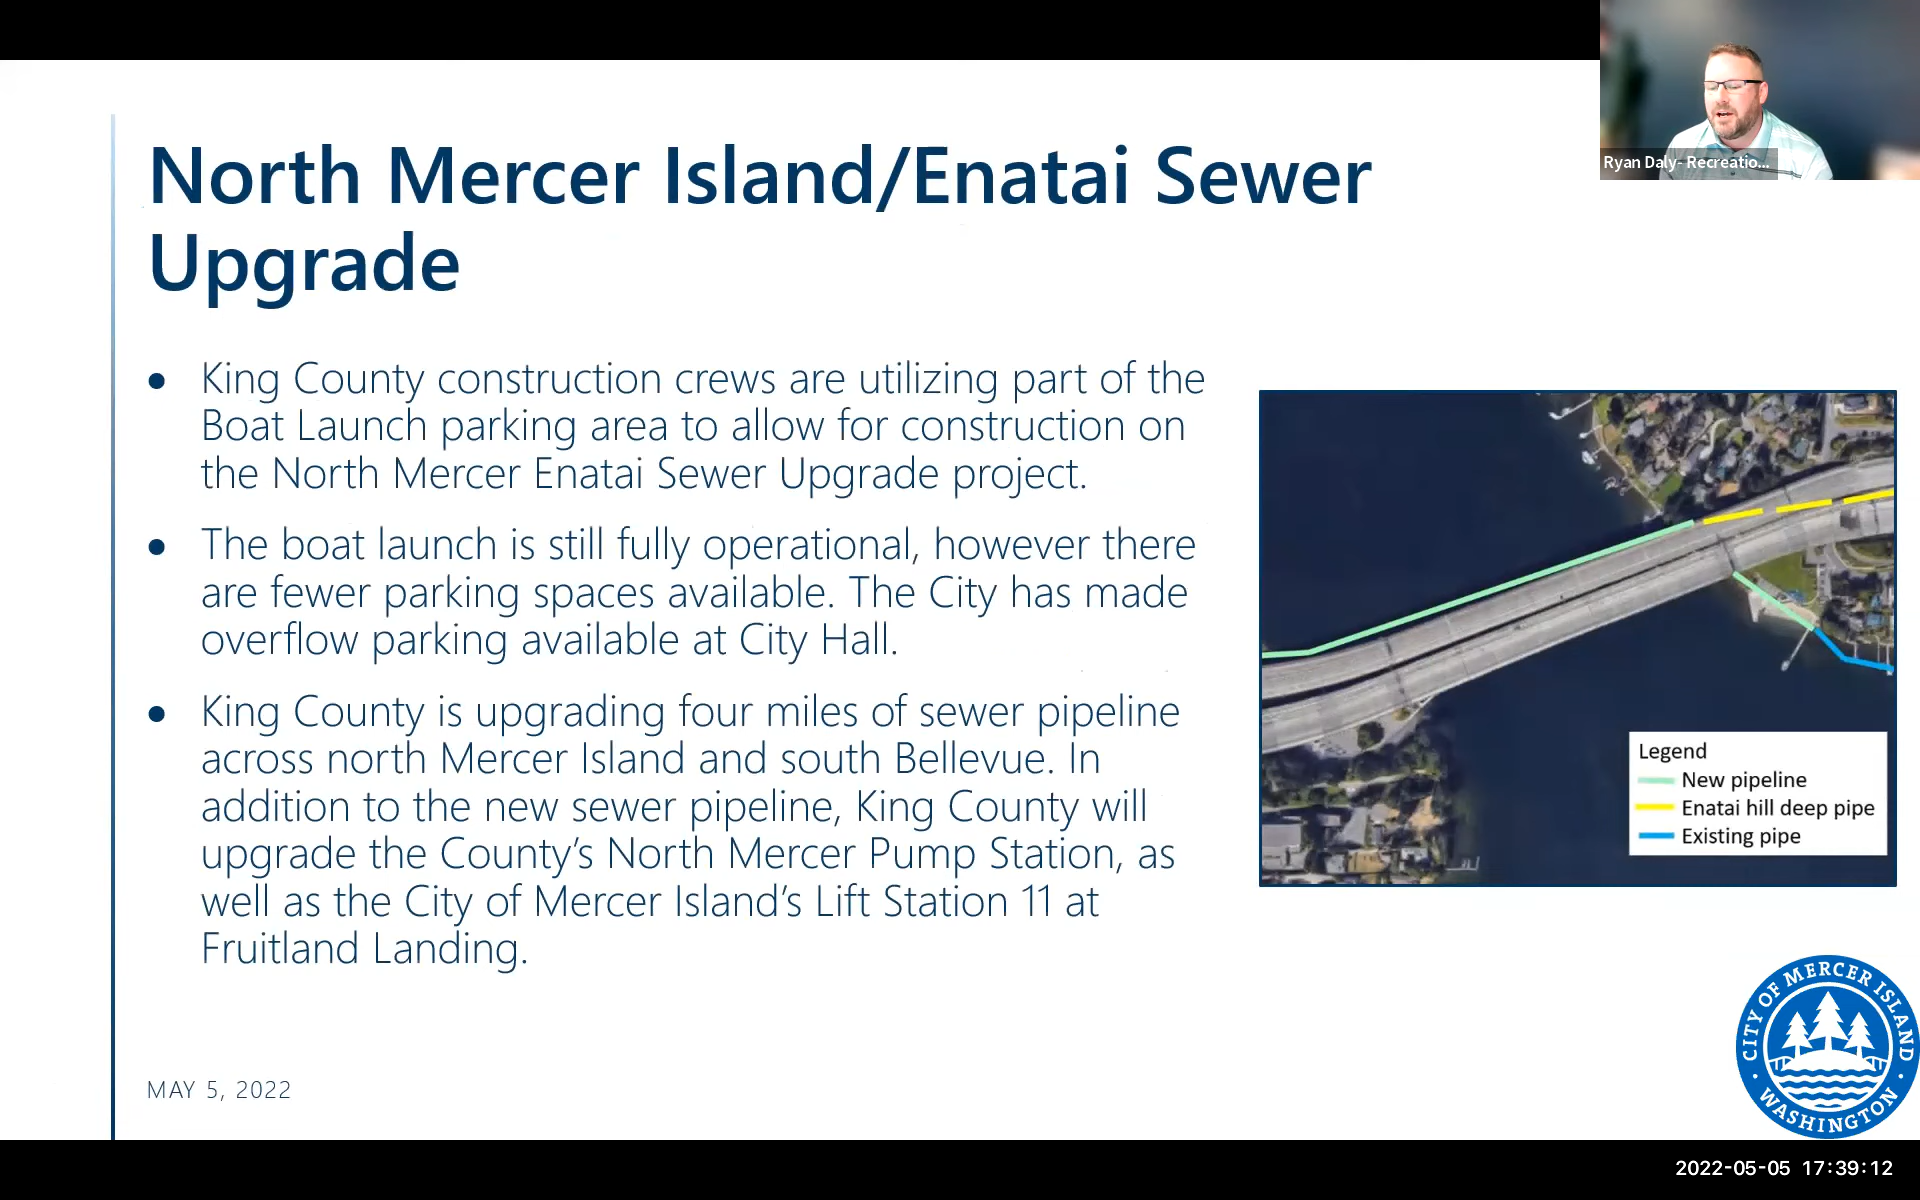 Ryan Daly- Recreatio...
North Mercer Island/Enatai Sewer
Upgrade
• King County construction crews are utilizing part of the
Boat Launch parking area to allow for construction on
the North Mercer Enatai Sewer Upgrade project.
• The boat launch is still fully operational, however there
are fewer parking spaces available. The City has made
overflow parking available at City Hall.
• King County is upgrading four miles of sewer pipeline
across north Mercer Island and south Bellevue. In
addition to the new sewer pipeline, King County will
upgrade the County’s North Mercer Pump Station, as
well as the City of Mercer Island’s Lift Station 11 at
Fruitland Landing.
Legend
New pipeline
Enatai hill deep pipe
Existing pipe
CITY OF MERCER ISLAND
WASHINGTON
MAY 5, 2022
2022-05-05 17:39:12